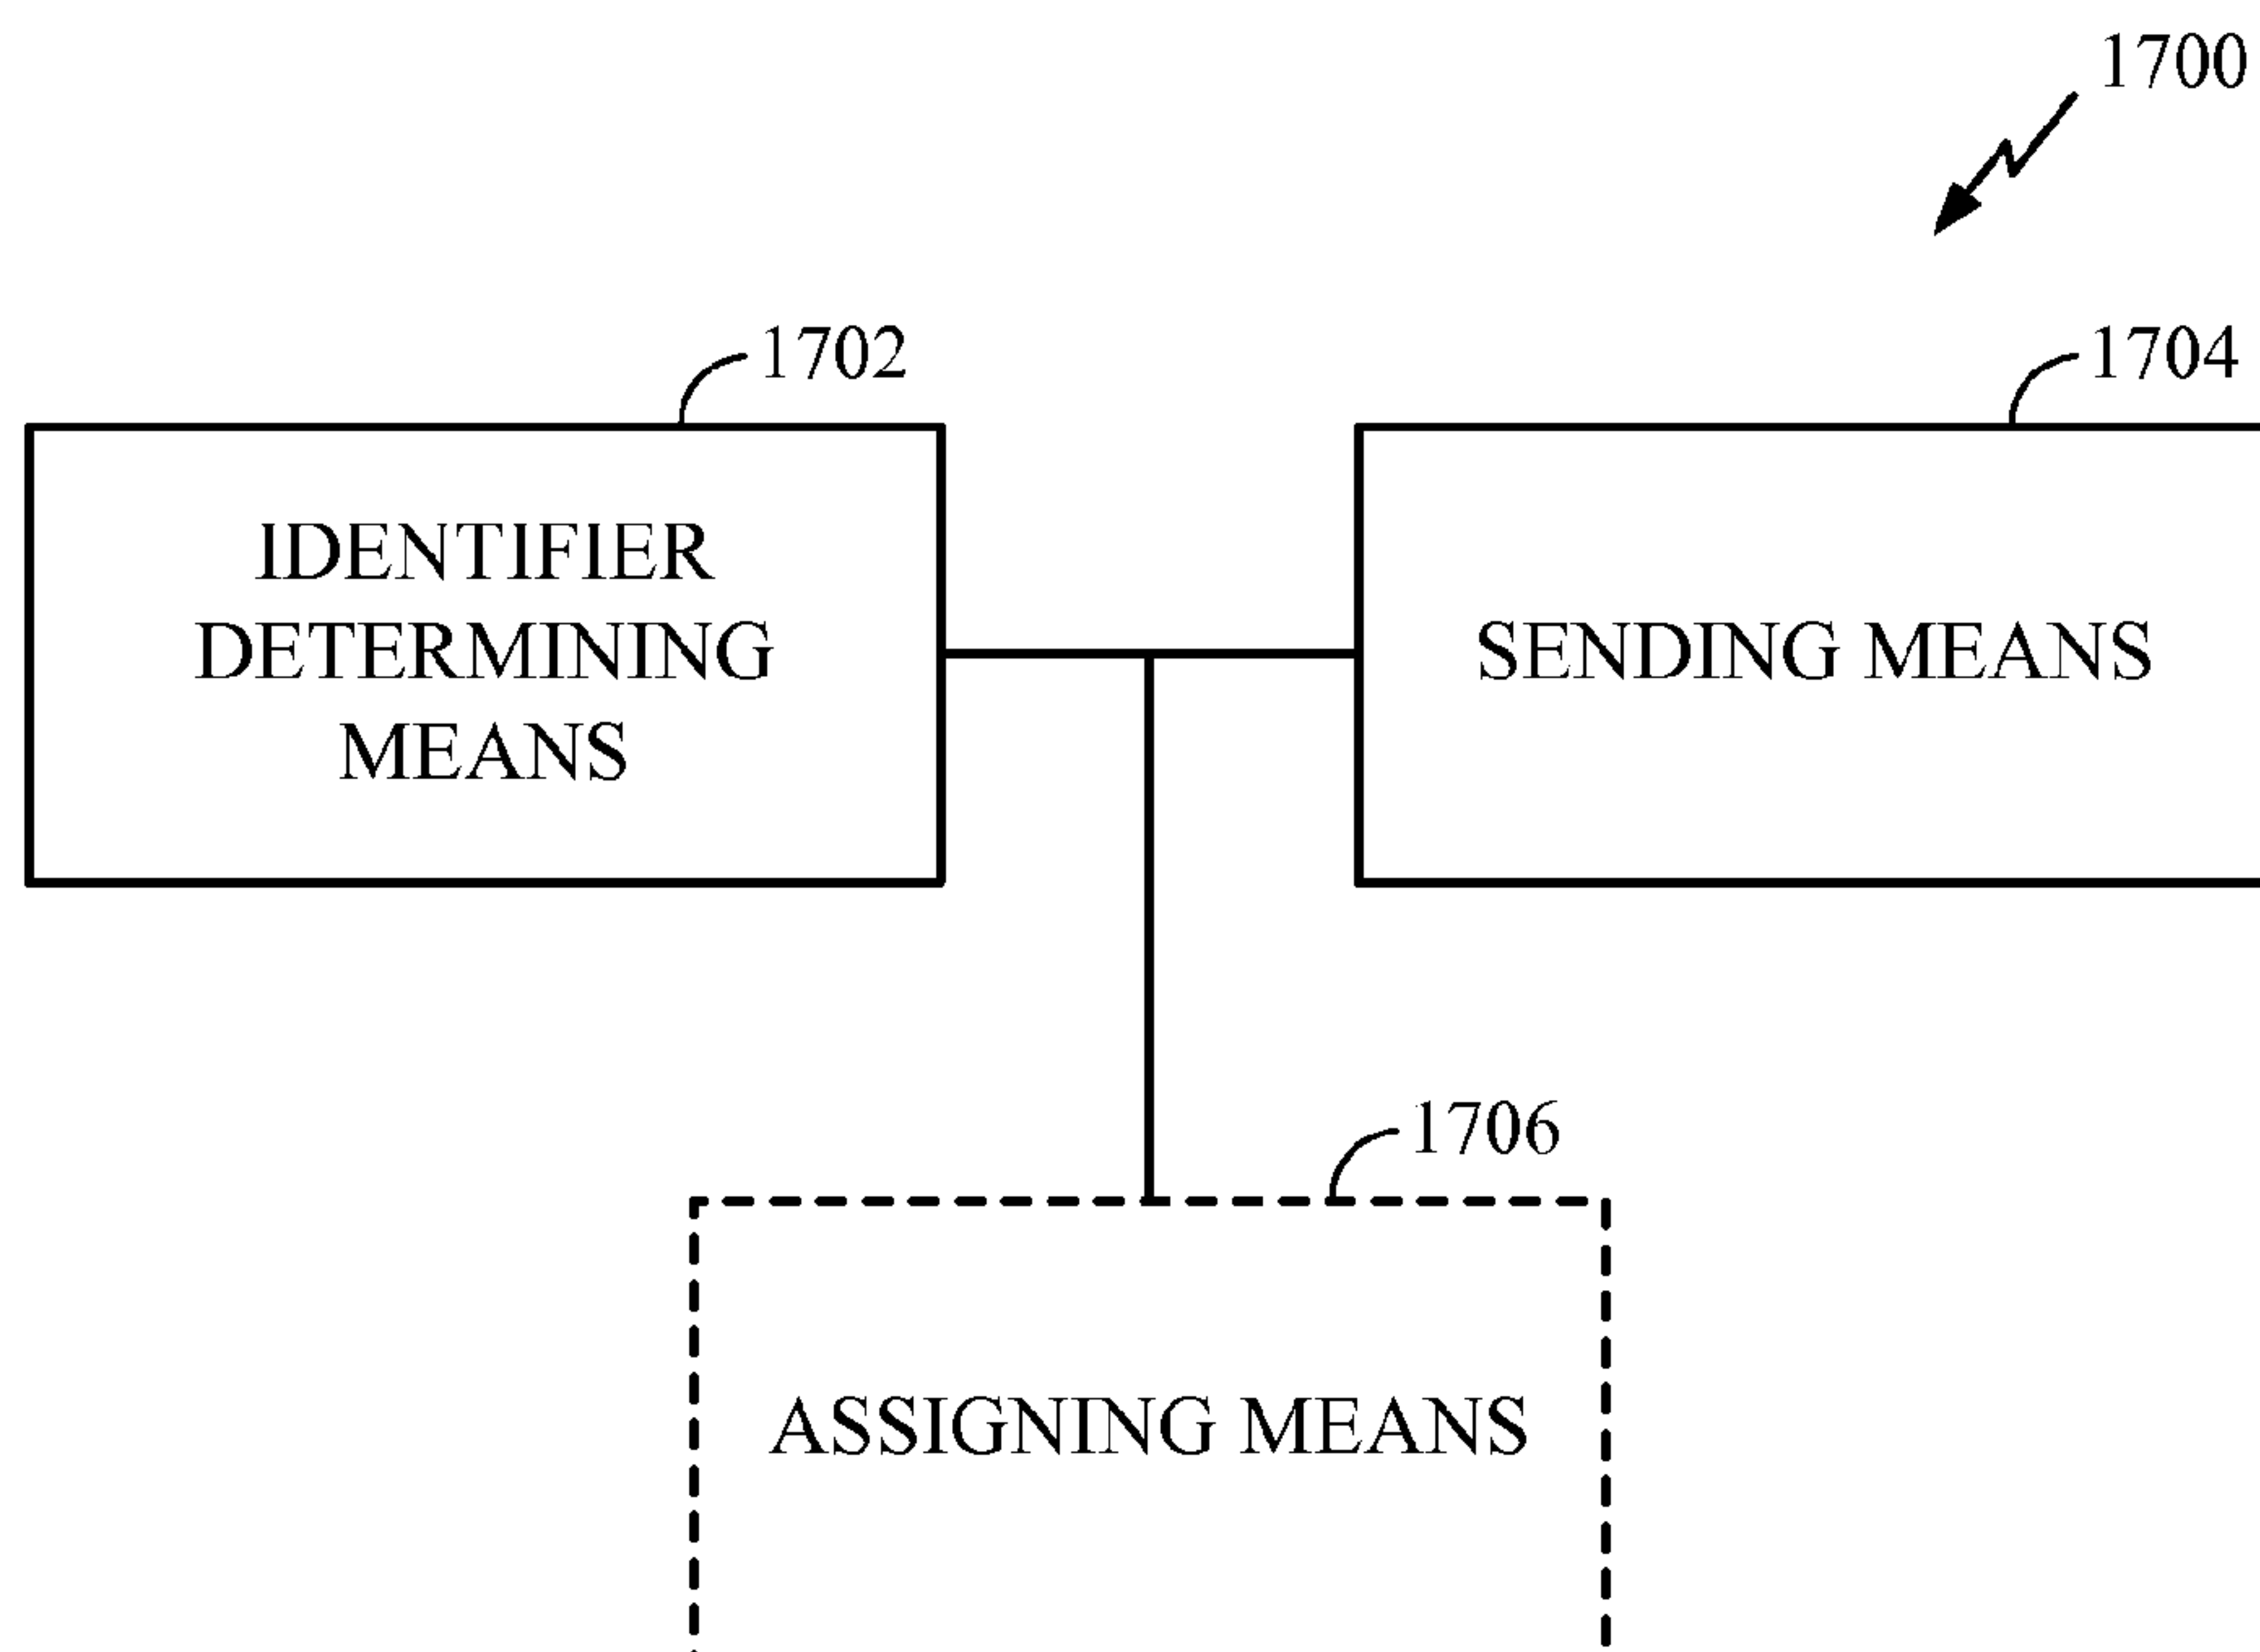 1700
1702
1704
IDENTIFIER
DETERMINING
MEANS
SENDING MEANS
1706
ASSIGNING MEANS